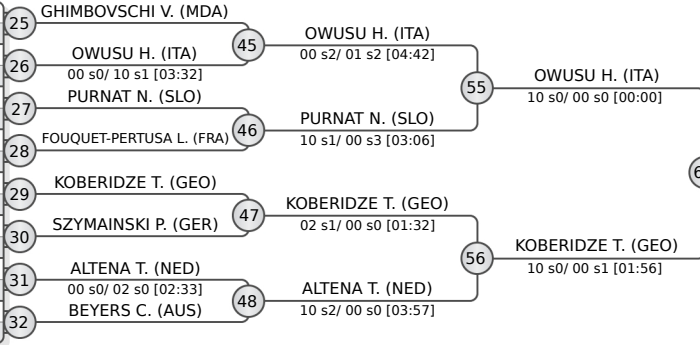 25
GHIMBOVSCHI V. (MDA)
26
OWUSU H. (ITA)
00 s0/ 10 s1 [03:32]
45
OWUSU H. (ITA)
00 s2/ 01 s2 [04:42]
27
PURNAT N. (SLO)
28
FOUQUET-PERTUSA L. (FRA)
46
PURNAT N. (SLO)
10 s1/ 00 s3 [03:06]
55
OWUSU H. (ITA)
10 s0/ 00 s0 [00:00]
29
KOBERIDZE T. (GEO)
30
SZYMAINSKI P. (GER)
47
KOBERIDZE T. (GEO)
02 s1/ 00 s0 [01:32]
31
ALTENA T. (NED)
00 s0/ 02 s0 [02:33]
32
BEYERS C. (AUS)
48
ALTENA T. (NED)
10 s2/ 00 s0 [03:57]
56
KOBERIDZE T. (GEO)
10 s0/ 00 s1 [01:56]